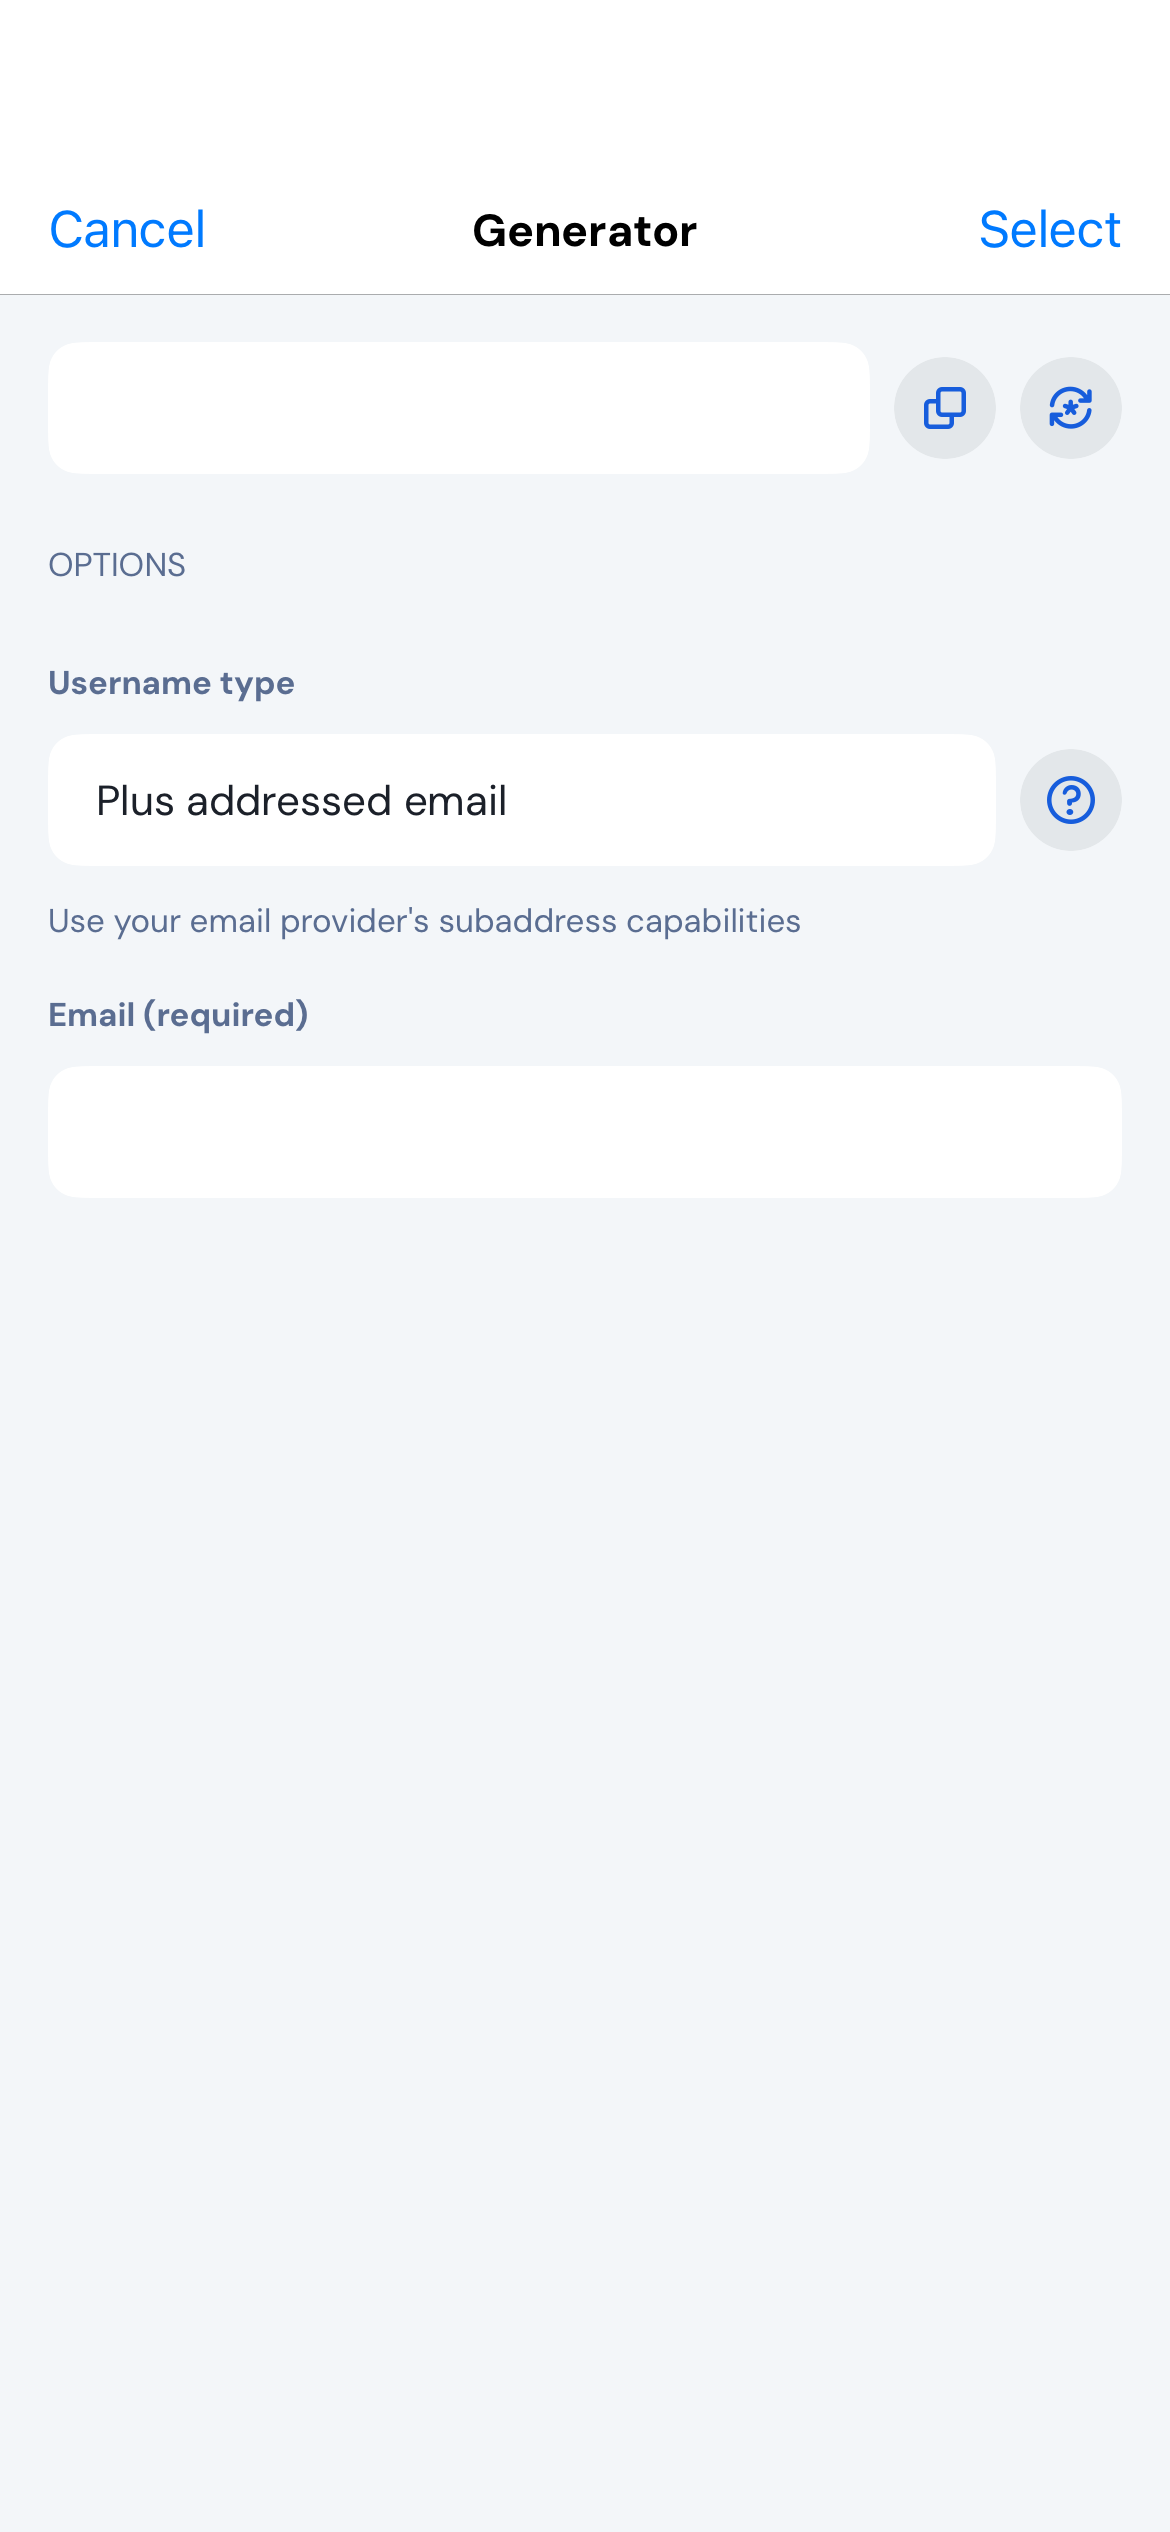 Cancel Generator Select
OPTIONS
Username type
Plus addressed email
Use your email provider's subaddress capabilities
Email (required)